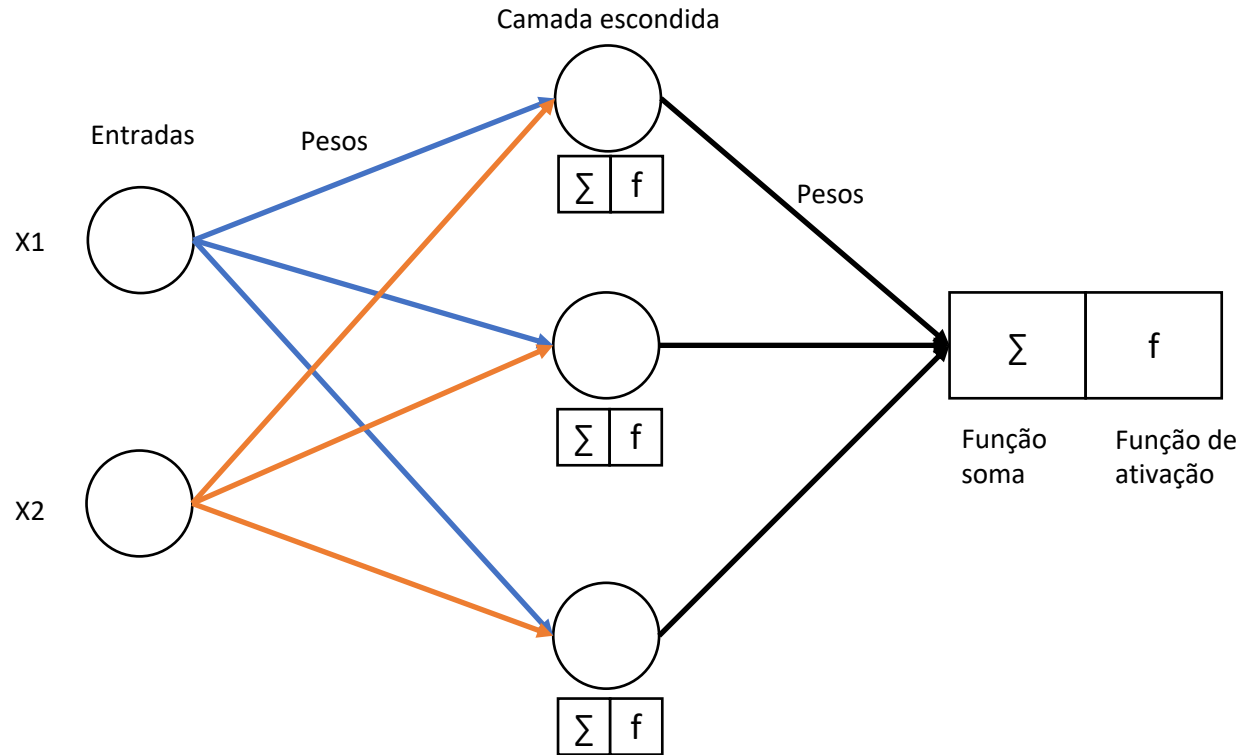 Camada escondida
Entradas
Pesos
∑ f
Pesos
X1
∑ f
∑ f
Função
soma
Função de
ativação
X2
∑ f